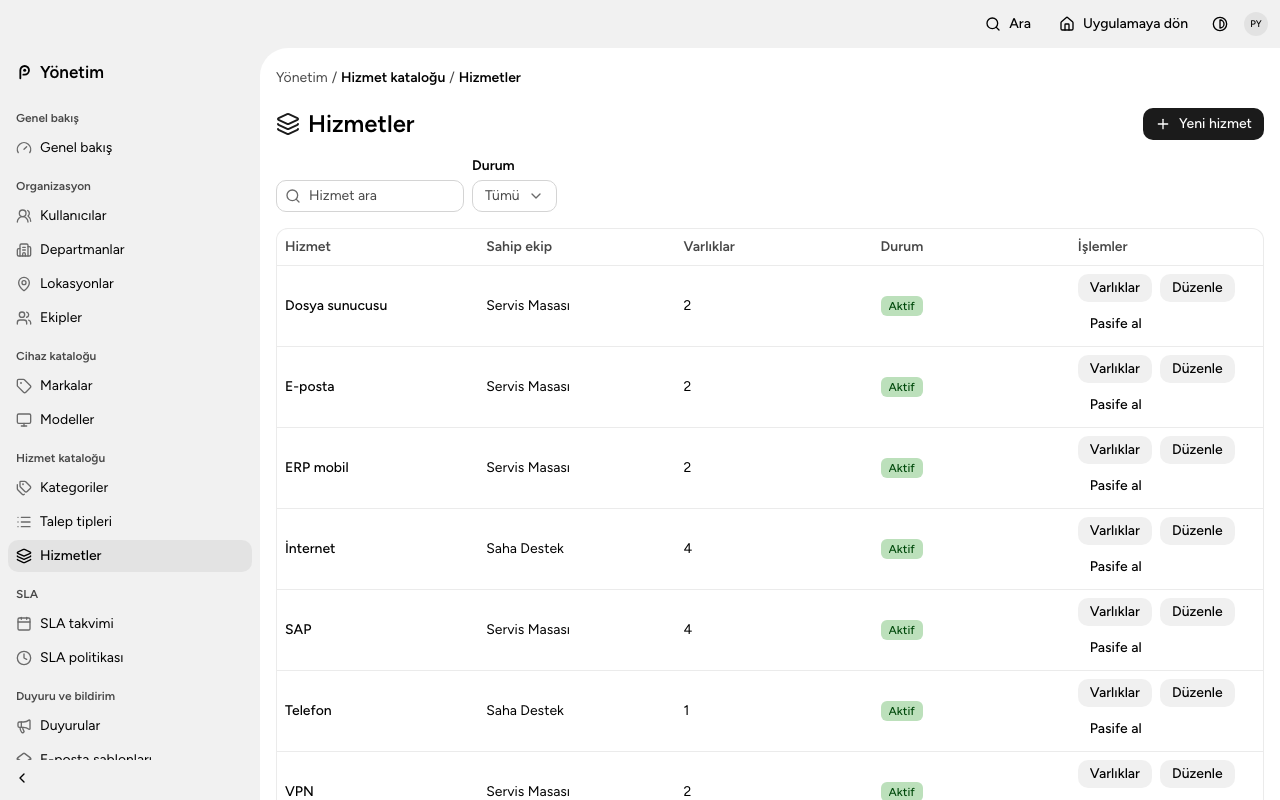 Ara
Uygulamaya dön
PY
Yönetim
Genel bakış
Genel bakış
Organizasyon
Kullanıcılar
Departmanlar
Lokasyonlar
Ekipler
Cihaz kataloğu
Markalar
Modeller
Hizmet kataloğu
Kategoriler
Talep tipleri
Hizmetler
SLA
SLA takvimi
SLA politikası
Duyuru ve bildirim
Duyurular
E-posta şablonları
Yönetim / Hizmet kataloğu / Hizmetler
Hizmetler
Yeni hizmet
Durum
Hizmet ara
Tümü
Hizmet Sahip ekip Varlıklar Durum İşlemler
Dosya sunucusu Servis Masası 2 Aktif Varlıklar Düzenle
Pasife al
E-posta Servis Masası 2 Aktif Varlıklar Düzenle
Pasife al
ERP mobil Servis Masası 2 Aktif Varlıklar Düzenle
Pasife al
İnternet Saha Destek 4 Aktif Varlıklar Düzenle
Pasife al
SAP Servis Masası 4 Aktif Varlıklar Düzenle
Pasife al
Telefon Saha Destek 1 Aktif Varlıklar Düzenle
Pasife al
VPN Servis Masası 2 Aktif Varlıklar Düzenle